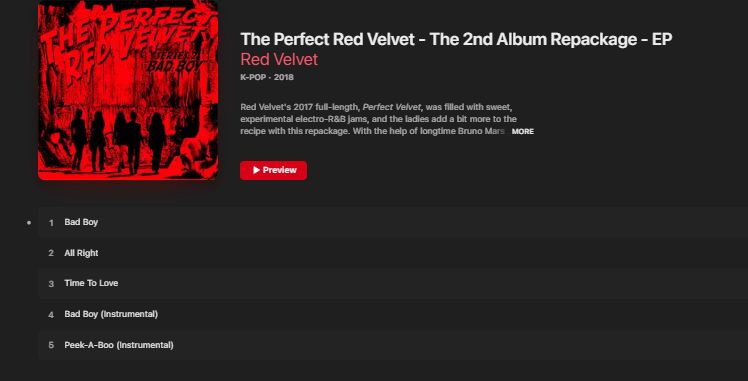 THE PERFECT
RED VELVET
BAD BOY
The Perfect Red Velvet - The 2nd Album Repackage - EP
Red Velvet
K-POP · 2018
Red Velvet's 2017 full-length, Perfect Velvet, was filled with sweet,
experimental electro-R&B jams, and the ladies add a bit more to the
recipe with this repackage. With the help of longtime Bruno Mars MORE
Preview
1 Bad Boy
2 All Right
3 Time To Love
4 Bad Boy (Instrumental)
5 Peek-A-Boo (Instrumental)